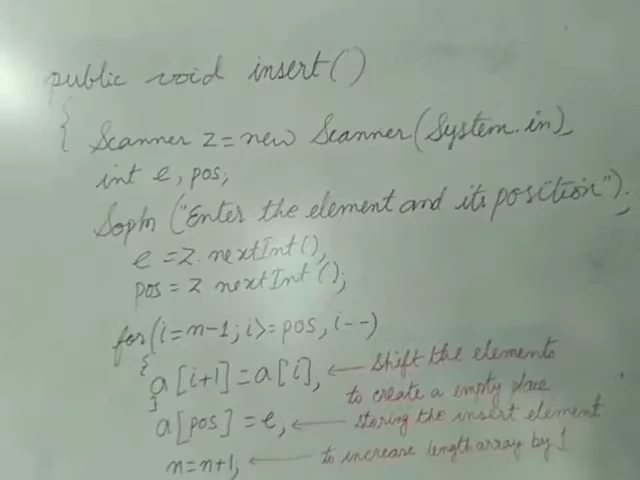 public void insert()
{ Scanner z = new Scanner(System.in),
int e, pos;
Sopln ("Enter the element and its position");
e = z. nextInt(),
pos = z nextInt();
for(i=n-1; i>=pos, i--)
{
a[i+1] = a[i], ← shift the elements
to create a empty place
}
a[pos] = e, ← storing the insert element
n=n+1, ← to increase length array by 1